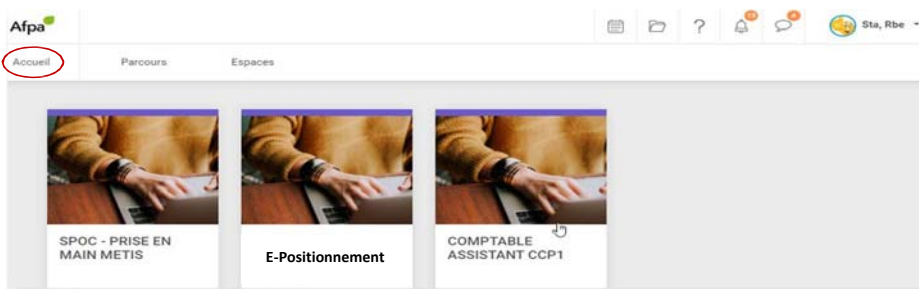 Afpa
?
Sta, Rbe
Accueil Parcours Espaces
SPOC - PRISE EN
MAIN METIS
E-Positionnement
COMPTABLE
ASSISTANT CCP1